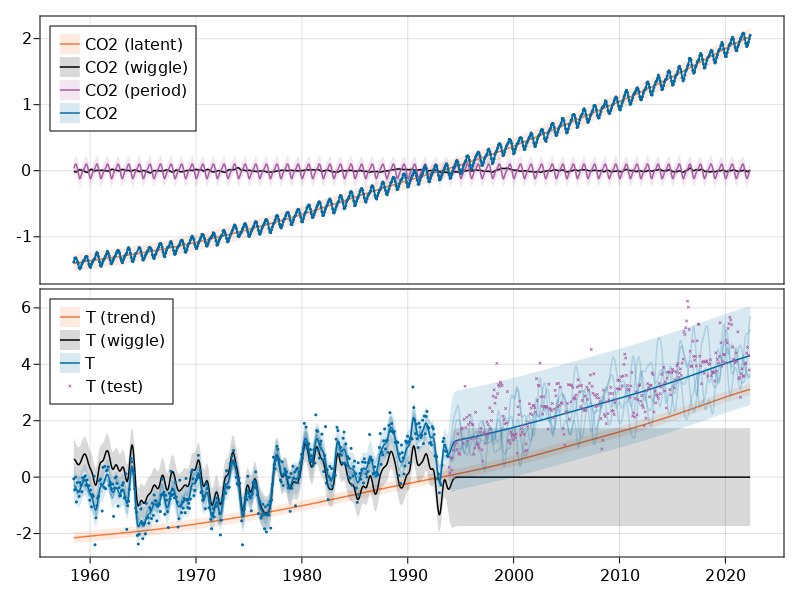 2
1
0
-1
CO2 (latent)
CO2 (wiggle)
CO2 (period)
CO2
6
4
2
0
-2
T (trend)
T (wiggle)
T
T (test)
1960 1970 1980 1990 2000 2010 2020